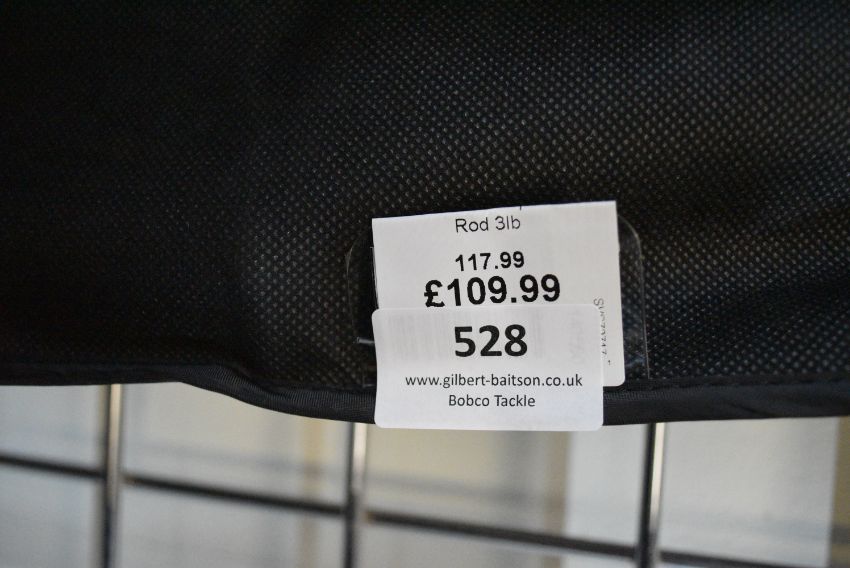 Rod 3lb
117.99
£109.99
528
www.gilbert-baitson.co.uk
Bobco Tackle